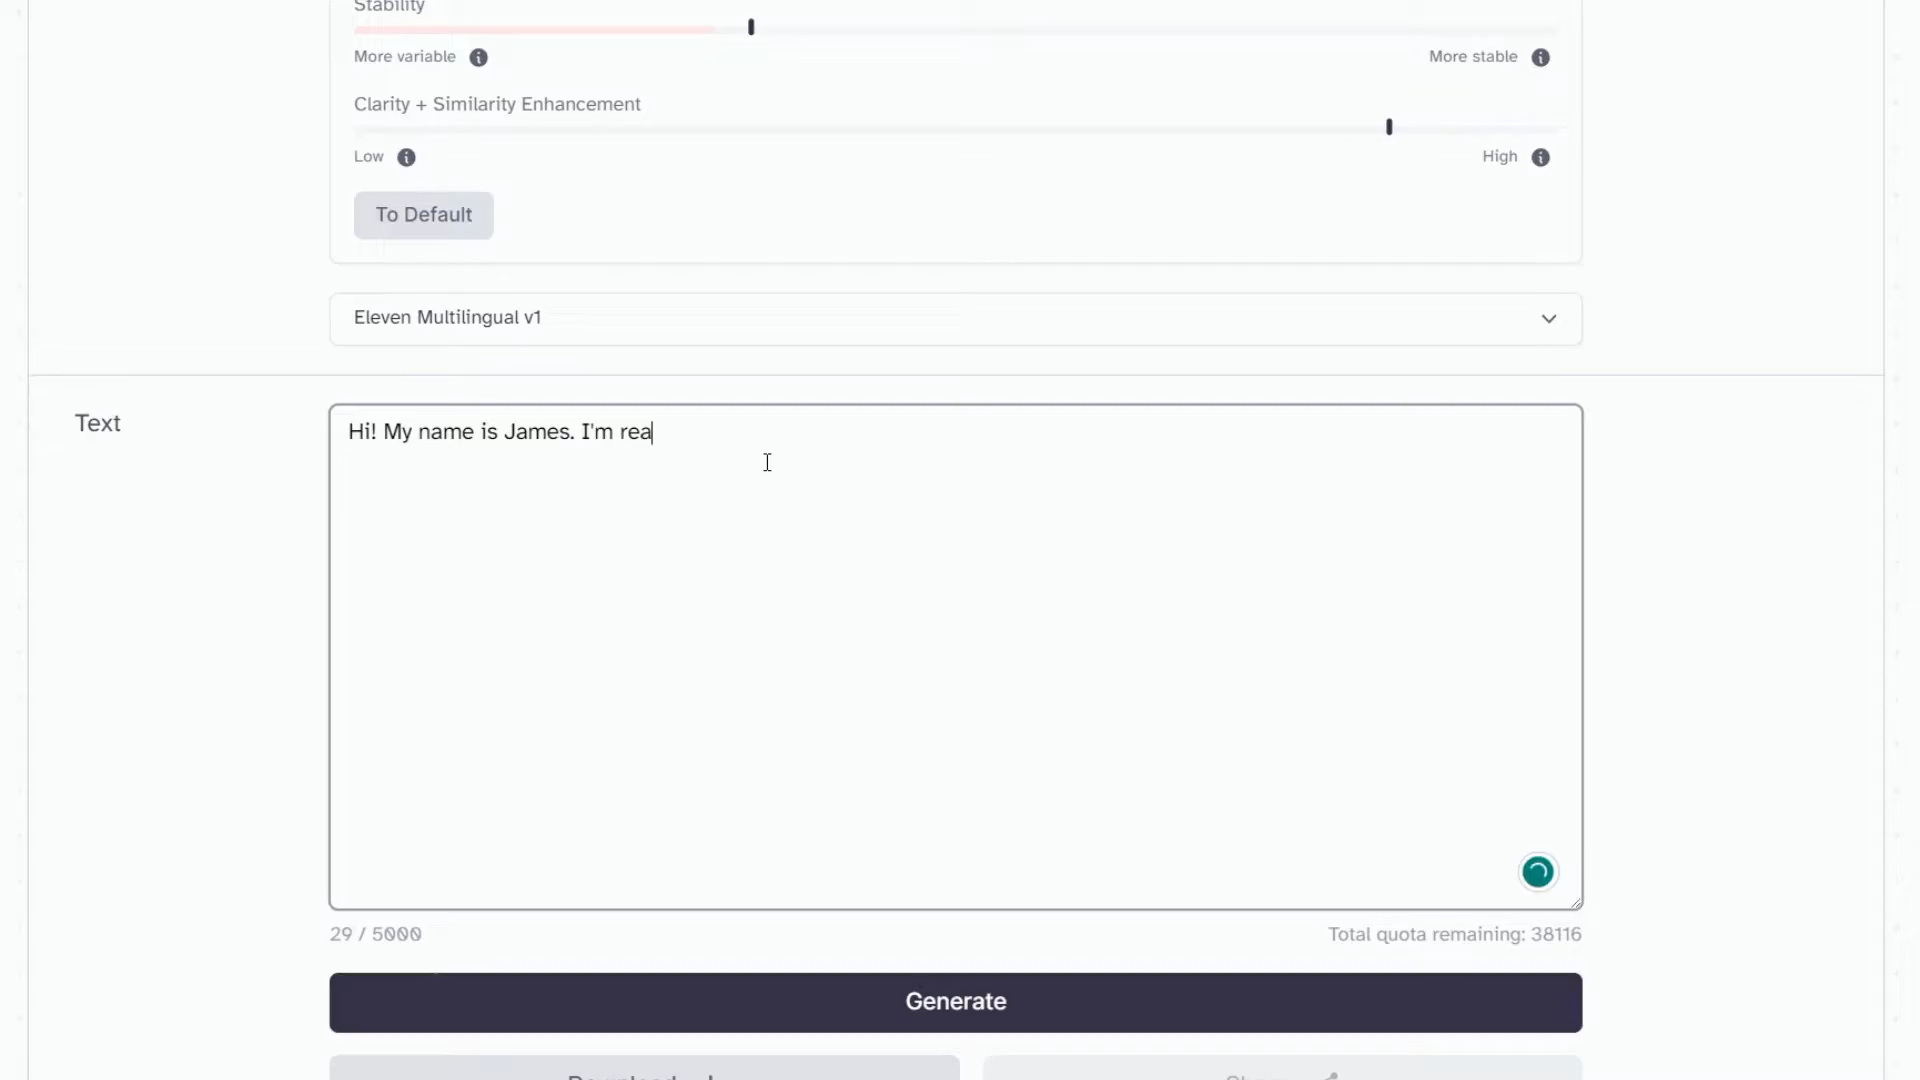 Stability
More variable
More stable
Clarity + Similarity Enhancement
Low
High
To Default
Eleven Multilingual v1
Text
Hi! My name is James. I'm rea
29 / 5000
Total quota remaining: 38116
Generate
Download